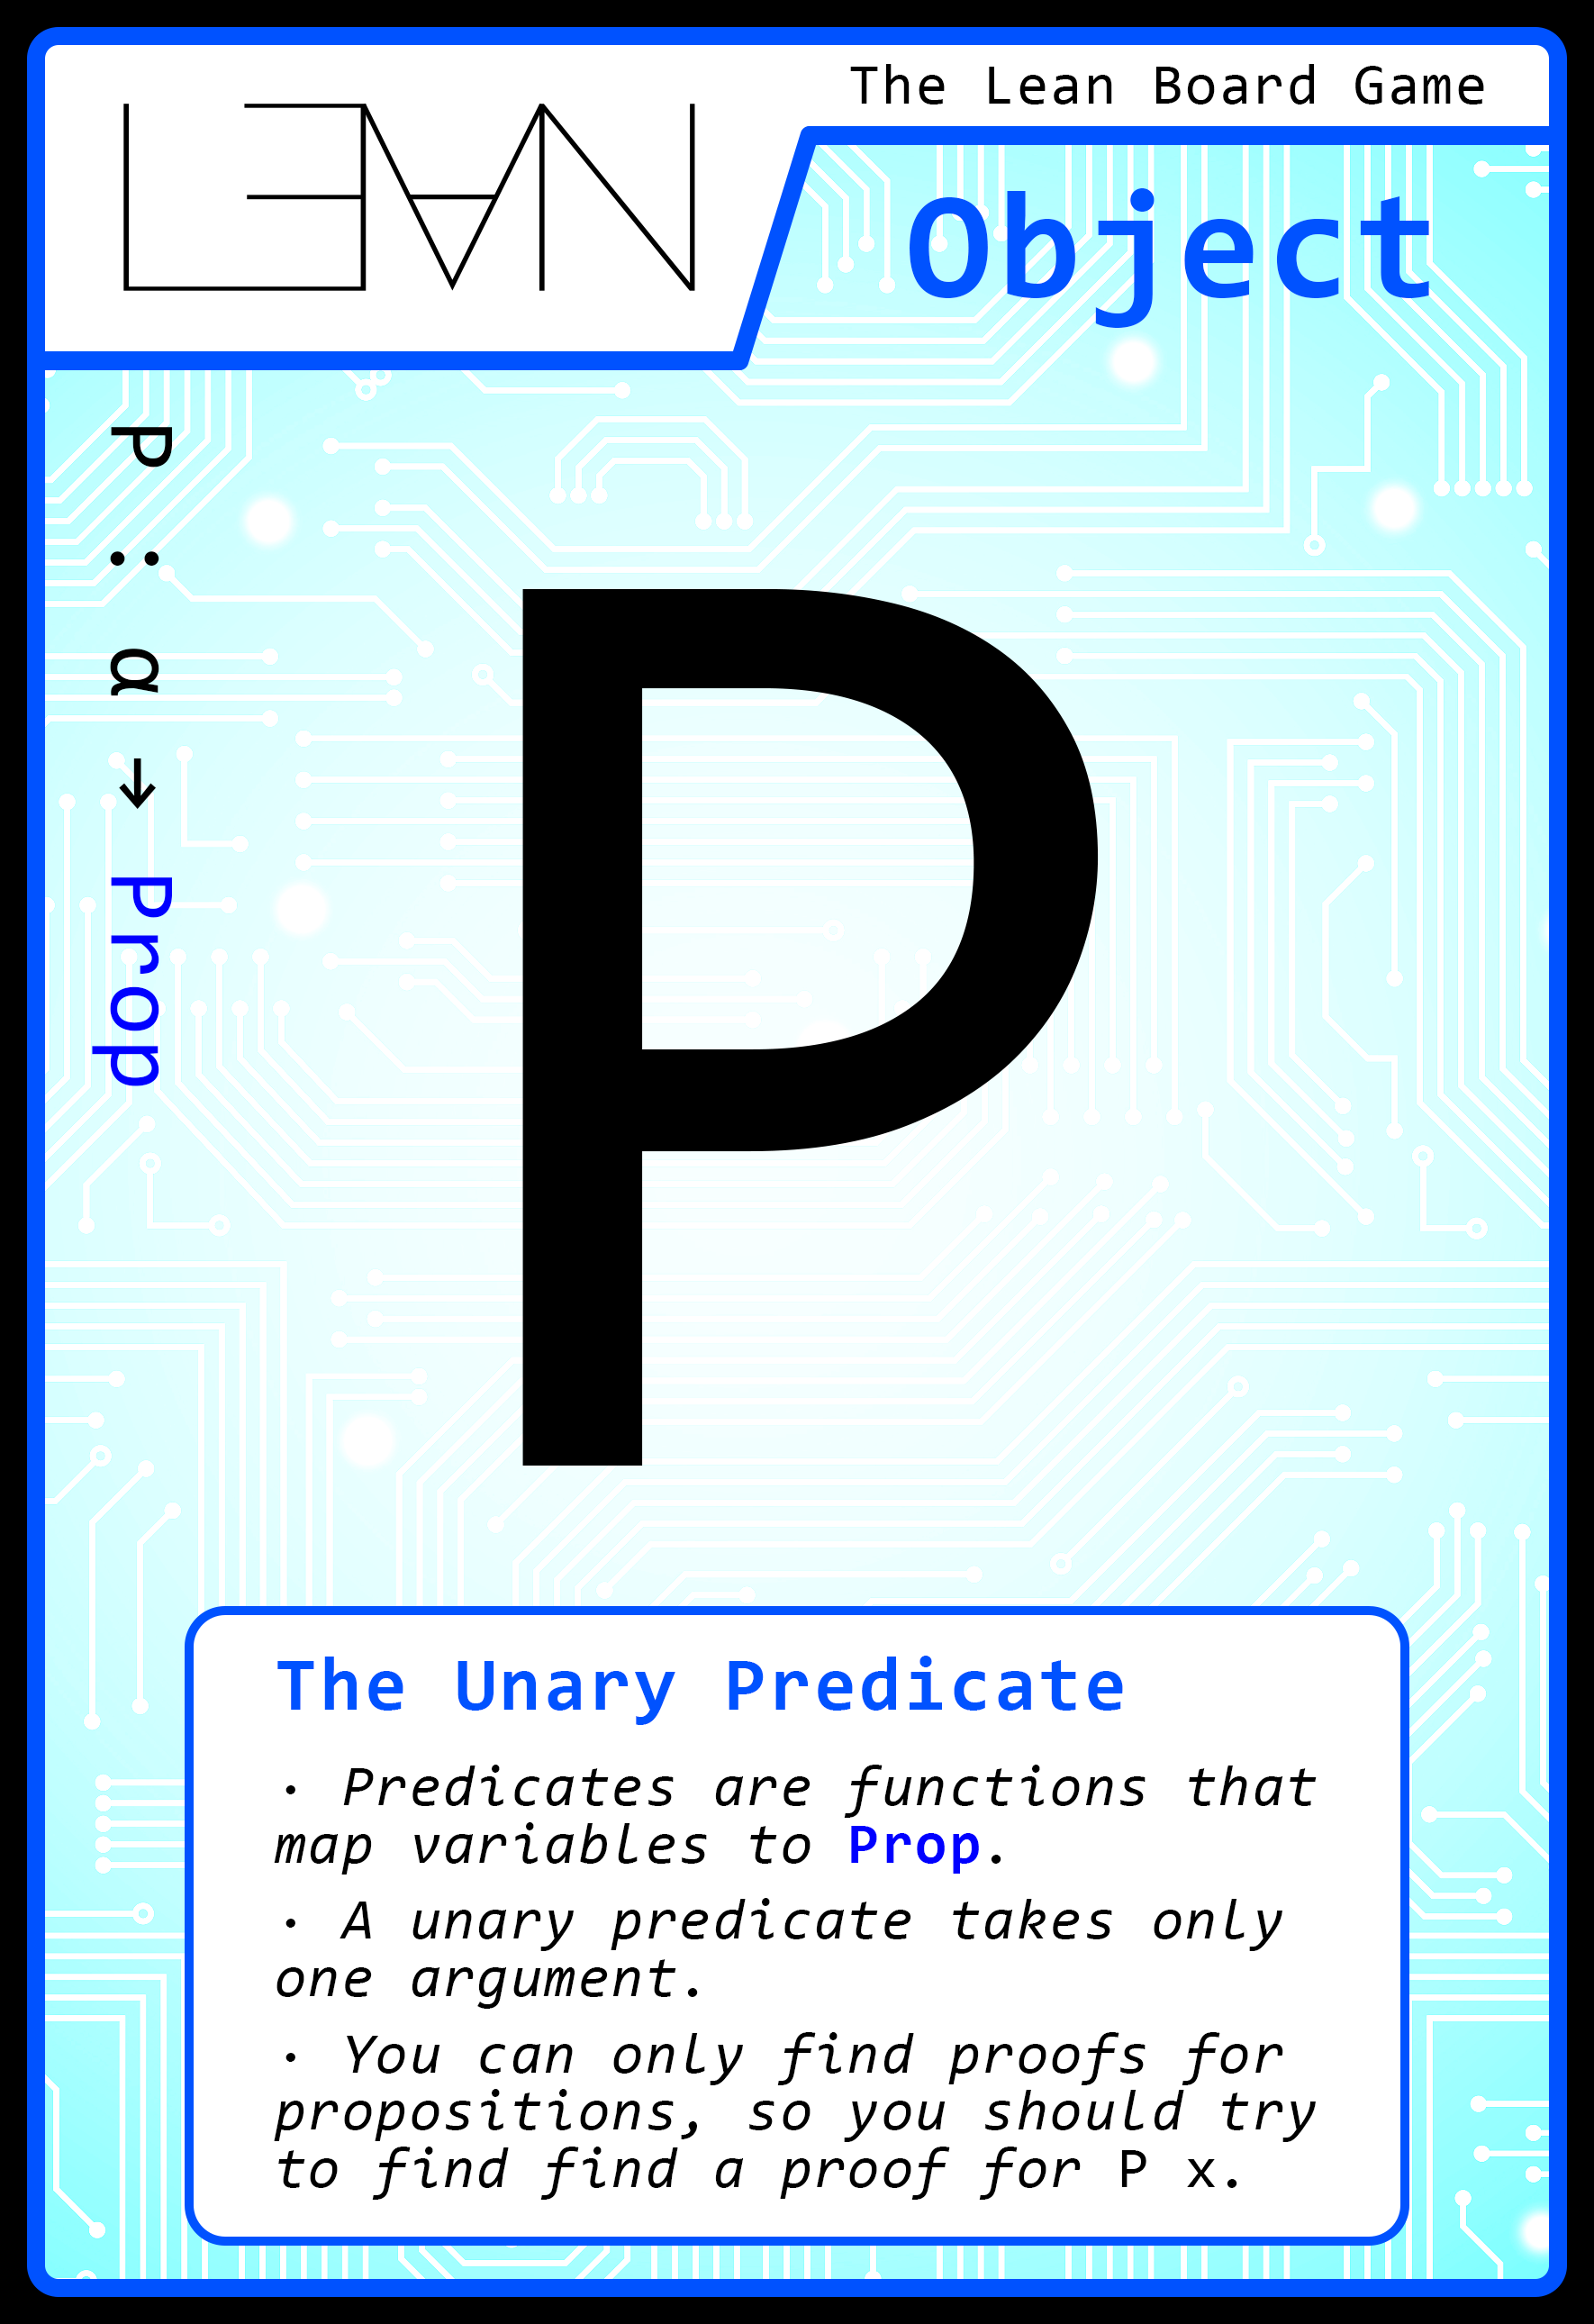 LEAN
The Lean Board Game
Object
P : α → Prop
P
The Unary Predicate
· Predicates are functions that
map variables to Prop.
· A unary predicate takes only
one argument.
· You can only find proofs for
propositions, so you should try
to find find a proof for P x.